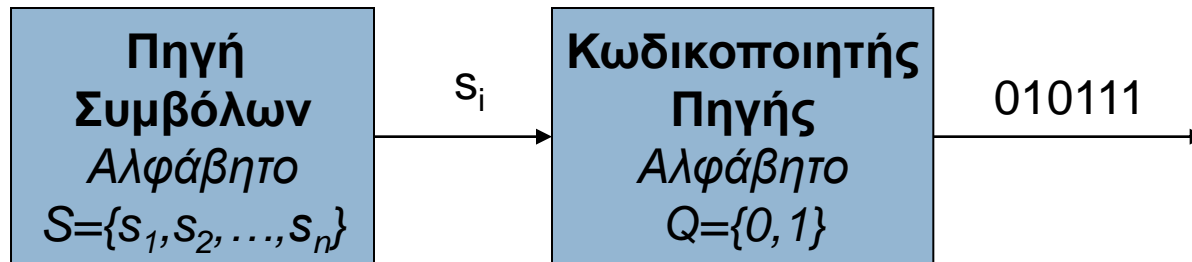 Πηγή
Συμβόλων
Αλφάβητο
S={s₁,s₂,…,sₙ}
sᵢ
Κωδικοποιητής
Πηγής
Αλφάβητο
Q={0,1}
010111